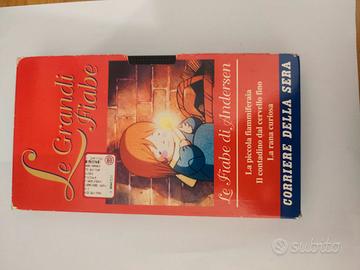 Le Grandi
Fiabe
Le Fiabe di Andersen
La piccola fiammiferaia
Il contadino dal cervello fino
La rana curiosa
CORRIERE DELLA SERA
subito